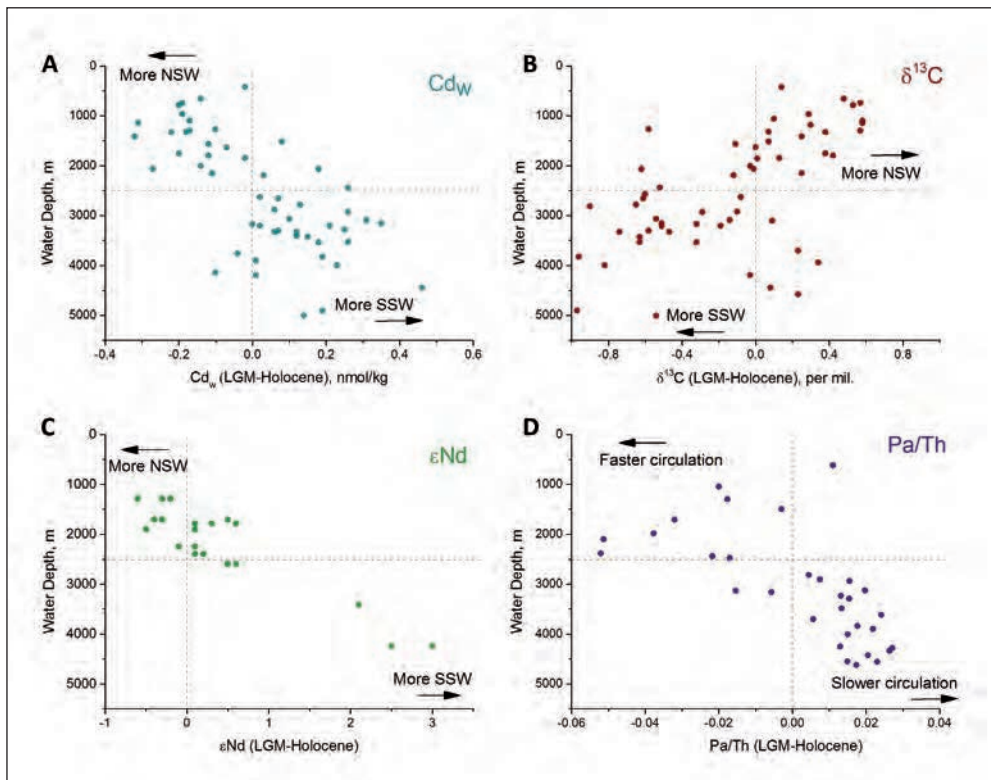 A
More NSW
Cd_W
0
1000
2000
3000
4000
5000
Water Depth, m
More SSW
-0.4 -0.2 0.0 0.2 0.4 0.6
Cd_w (LGM-Holocene), nmol/kg
B
δ¹³C
0
1000
2000
3000
4000
5000
Water Depth, m
More NSW
More SSW
-0.8 -0.4 0.0 0.4 0.8
δ¹³C (LGM-Holocene), per mil.
C
More NSW
εNd
0
1000
2000
3000
4000
5000
Water Depth, m
More SSW
-1 0 1 2 3
εNd (LGM-Holocene)
D
Faster circulation
Pa/Th
0
1000
2000
3000
4000
5000
Water Depth, m
Slower circulation
-0.06 -0.04 -0.02 0.00 0.02 0.04
Pa/Th (LGM-Holocene)